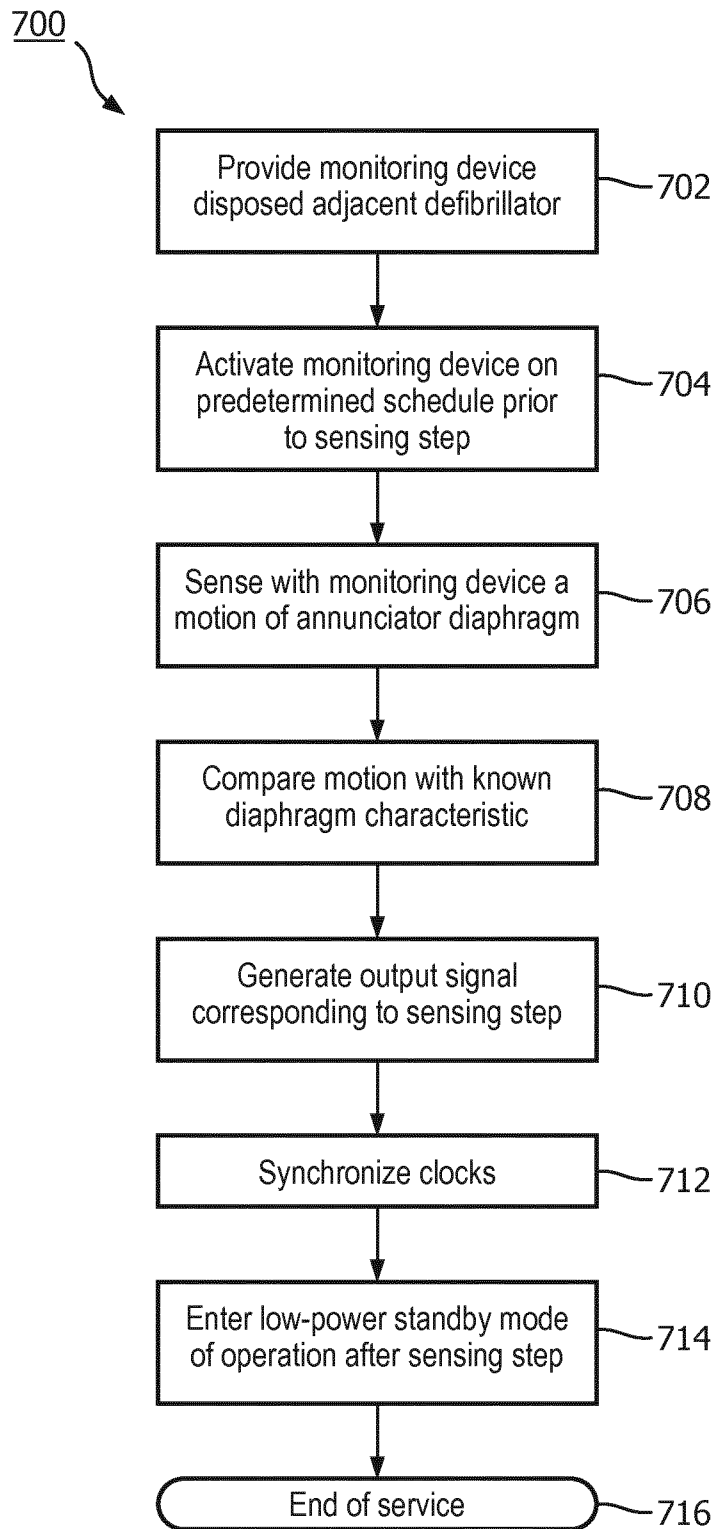 700
Provide monitoring device
disposed adjacent defibrillator
702
Activate monitoring device on
predetermined schedule prior
to sensing step
704
Sense with monitoring device a
motion of annunciator diaphragm
706
Compare motion with known
diaphragm characteristic
708
Generate output signal
corresponding to sensing step
710
Synchronize clocks
712
Enter low-power standby mode
of operation after sensing step
714
End of service
716